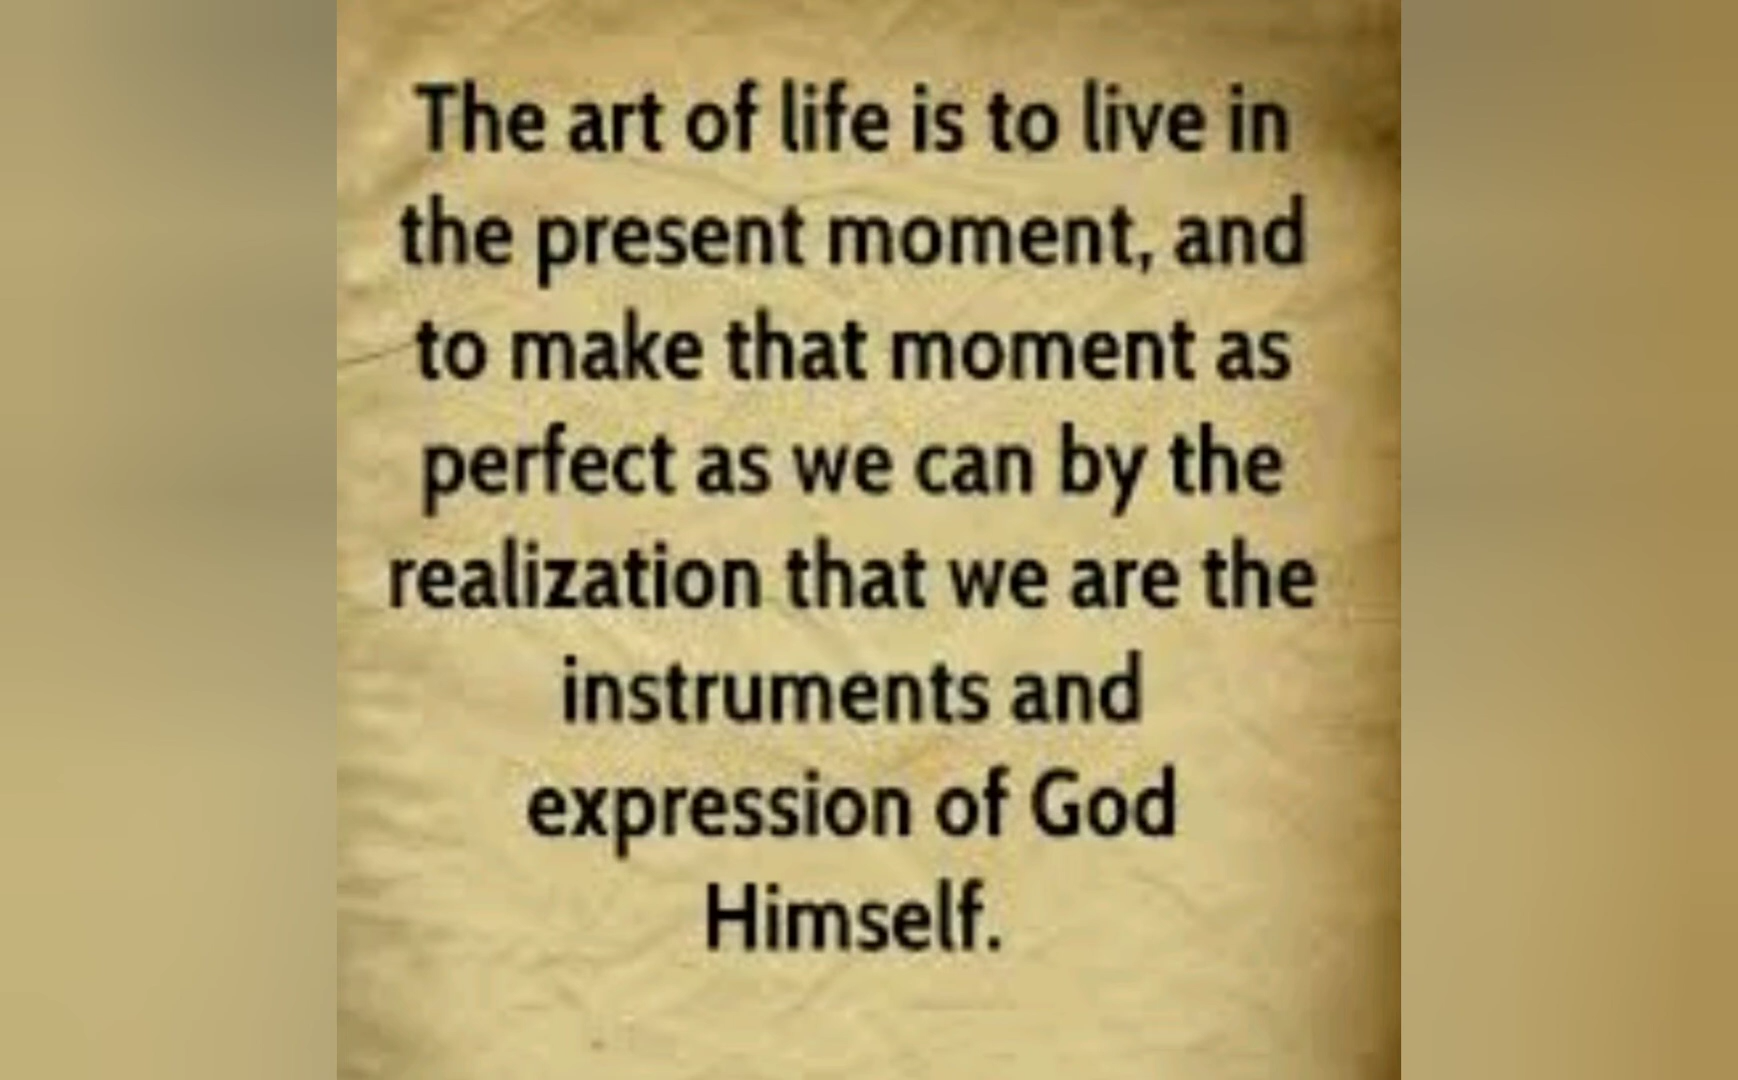 The art of life is to live in
the present moment, and
to make that moment as
perfect as we can by the
realization that we are the
instruments and
expression of God
Himself.